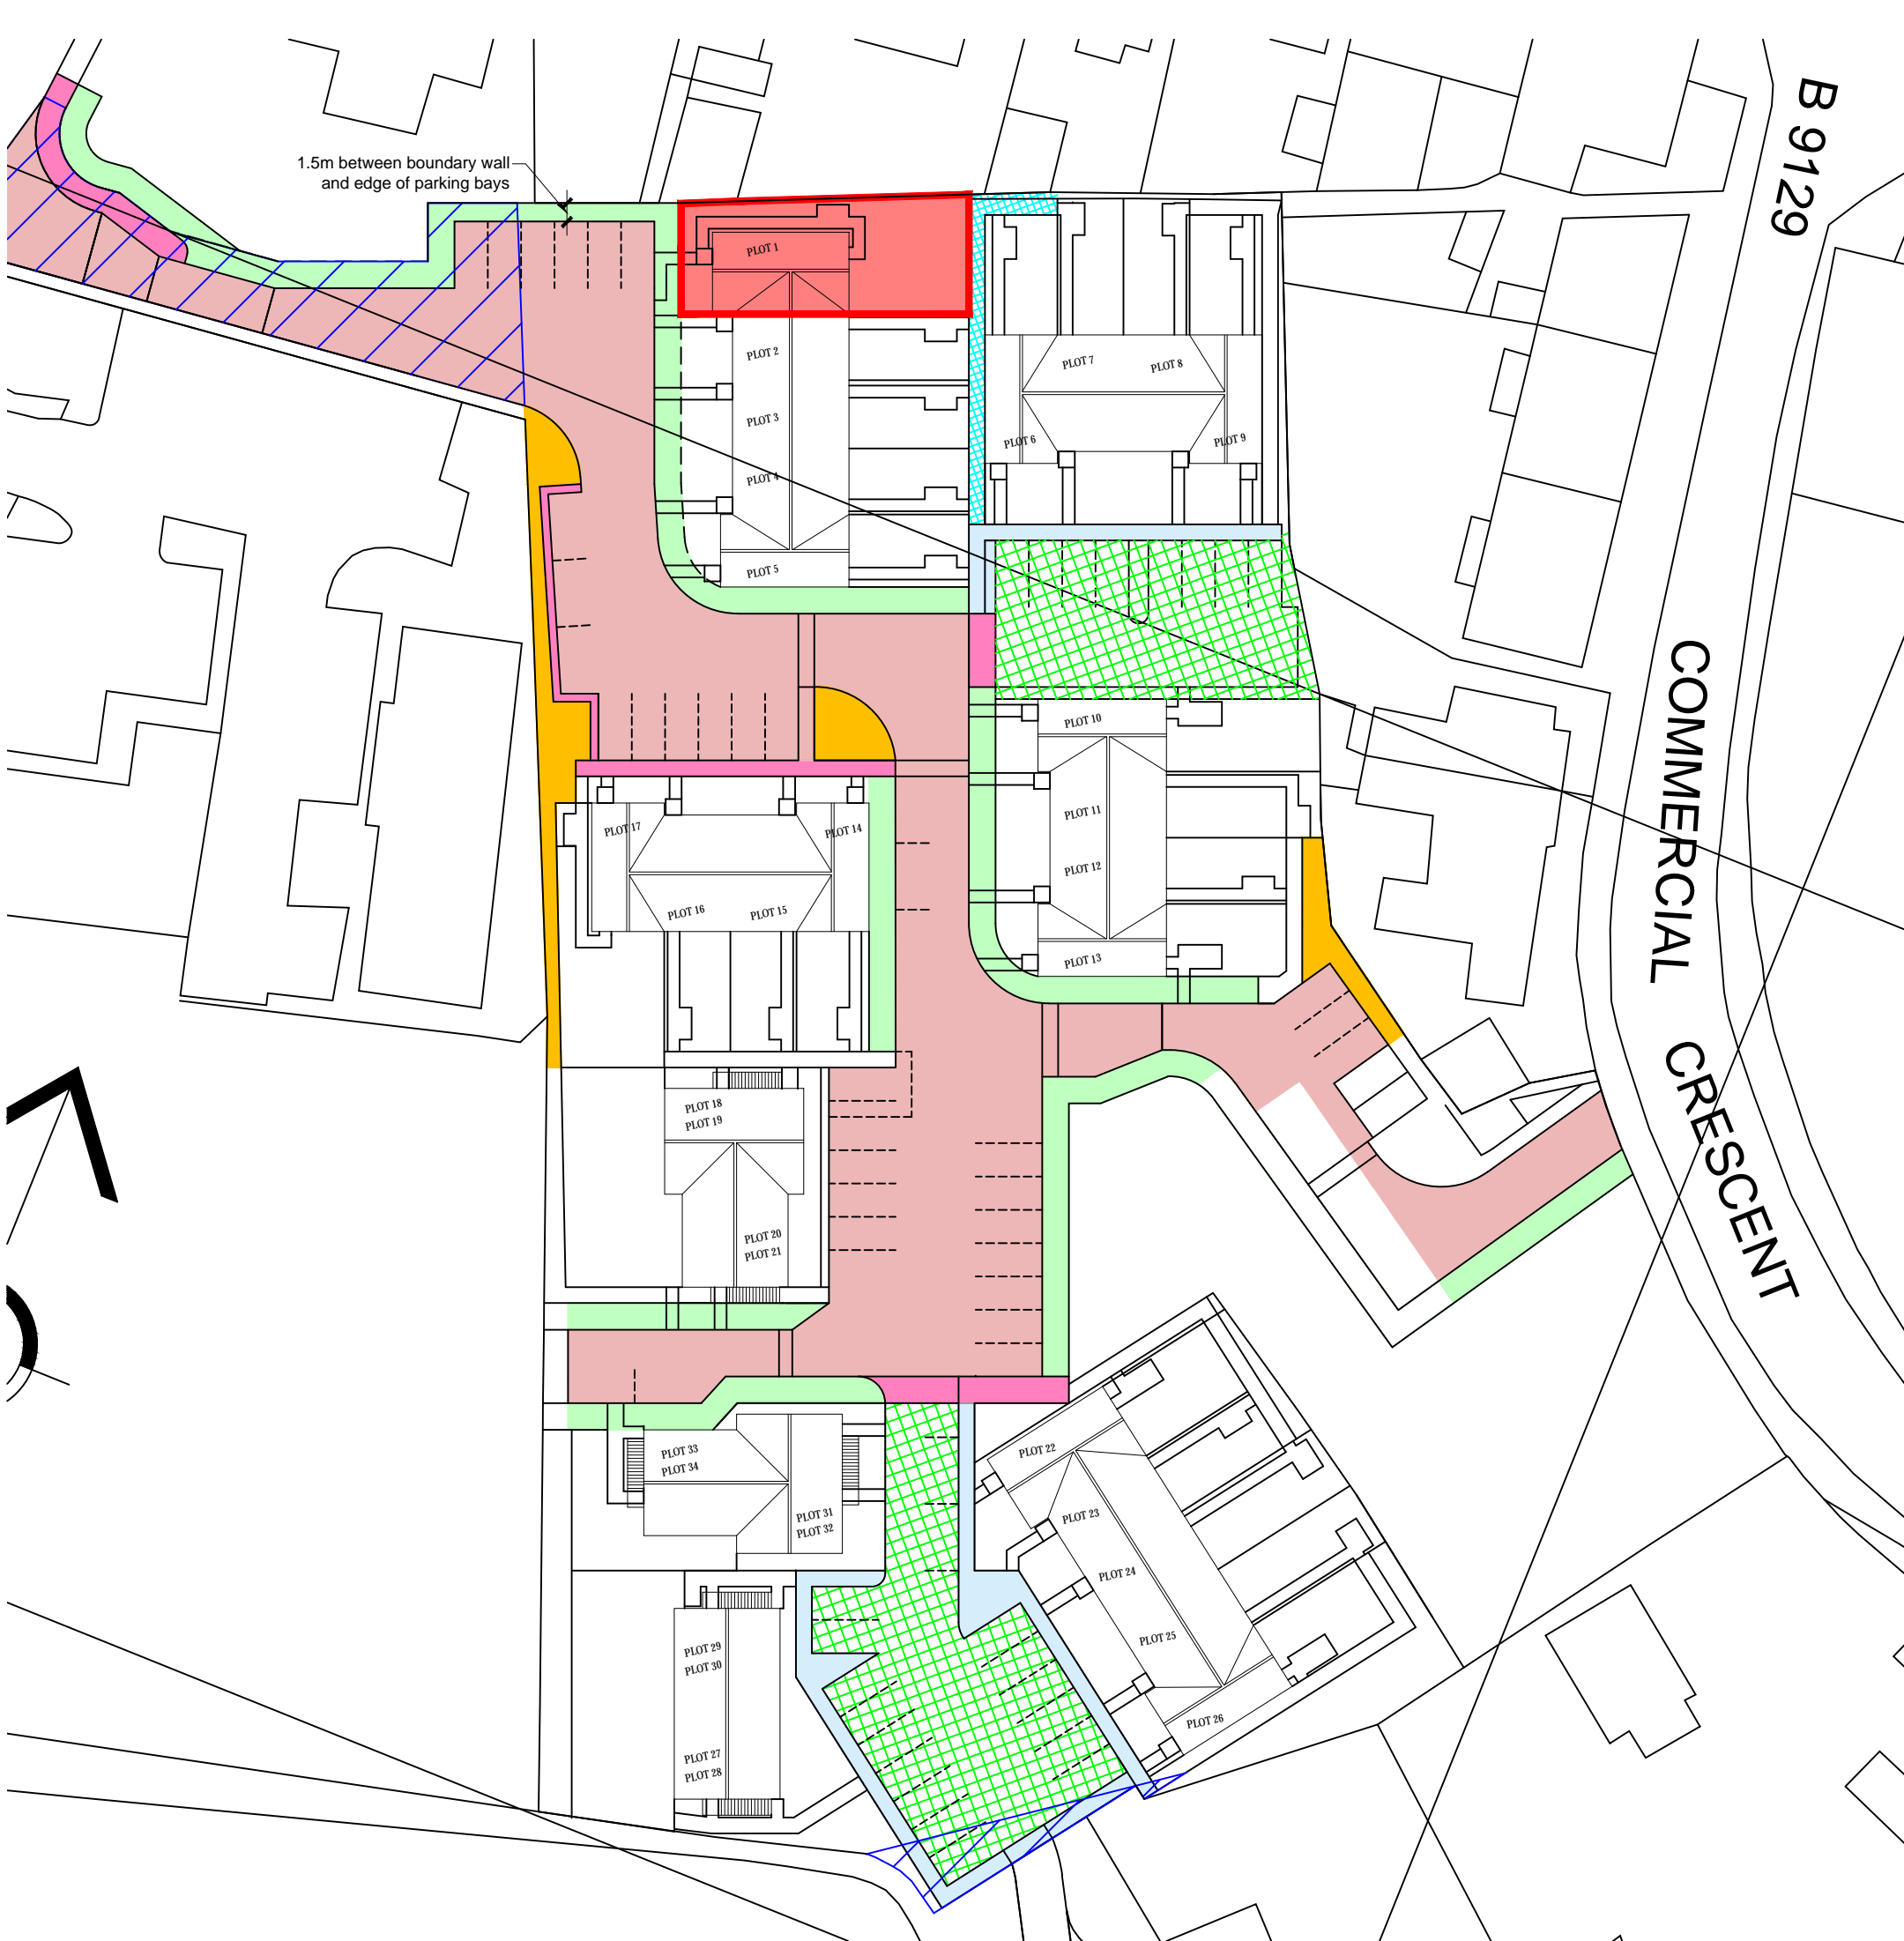 B 9129
1.5m between boundary wall
and edge of parking bays
PLOT 1
PLOT 2
PLOT 3
PLOT 4
PLOT 5
PLOT 7
PLOT 8
PLOT 6
PLOT 9
COMMERCIAL CRESCENT
PLOT 10
PLOT 11
PLOT 12
PLOT 13
PLOT 17
PLOT 14
PLOT 16
PLOT 15
PLOT 18
PLOT 19
PLOT 20
PLOT 21
PLOT 22
PLOT 23
PLOT 24
PLOT 25
PLOT 26
PLOT 33
PLOT 34
PLOT 31
PLOT 32
PLOT 29
PLOT 30
PLOT 27
PLOT 28